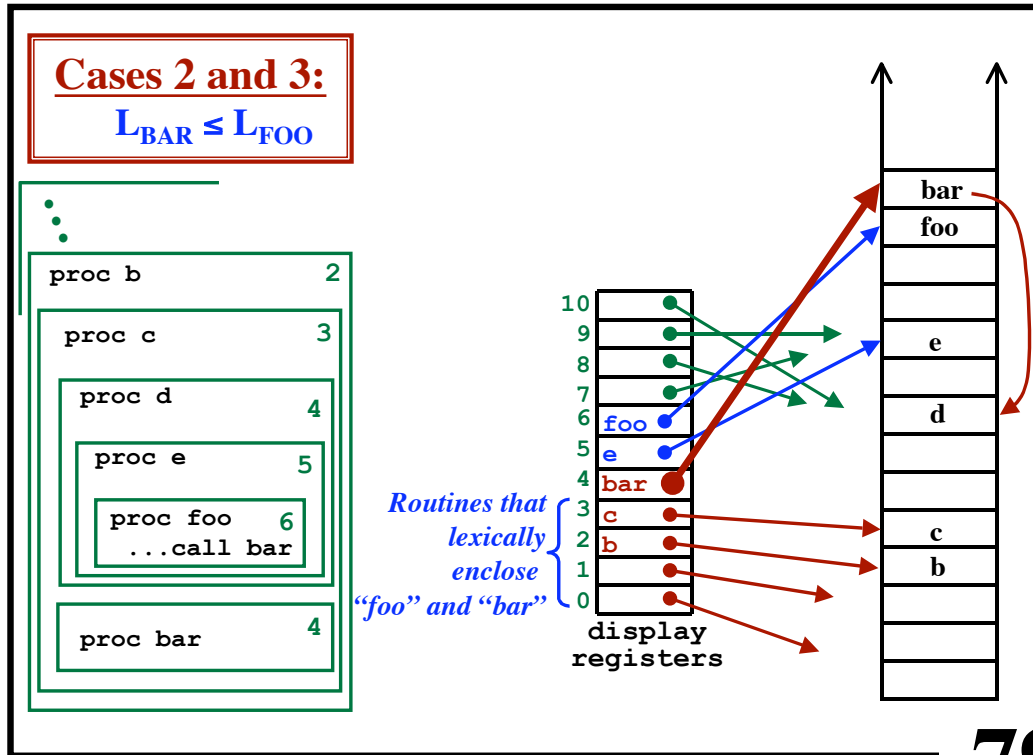 Cases 2 and 3:
L_BAR ≤ L_FOO
proc b 2
proc c 3
proc d 4
proc e 5
proc foo 6
...call bar
proc bar 4
Routines that
lexically
enclose
“foo” and “bar”
10
9
8
7
6 foo
5 e
4 bar
3 c
2 b
1
0
display
registers
bar
foo
e
d
c
b